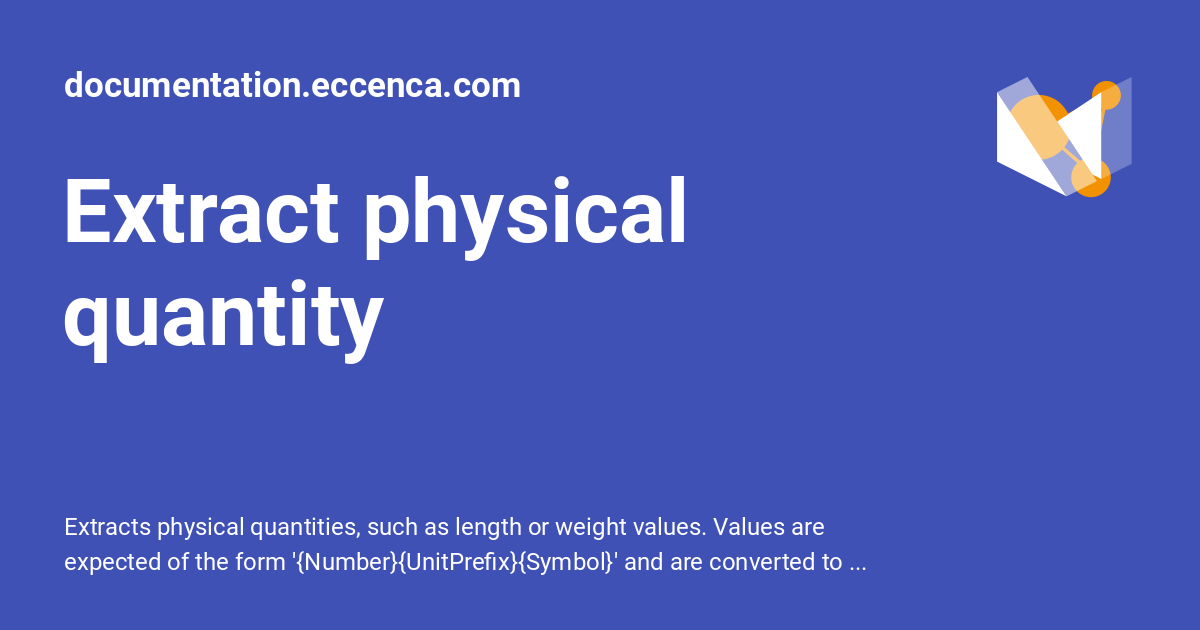 documentation.eccenca.com
Extract physical
quantity
Extracts physical quantities, such as length or weight values. Values are
expected of the form '{Number}{UnitPrefix}{Symbol}' and are converted to ...